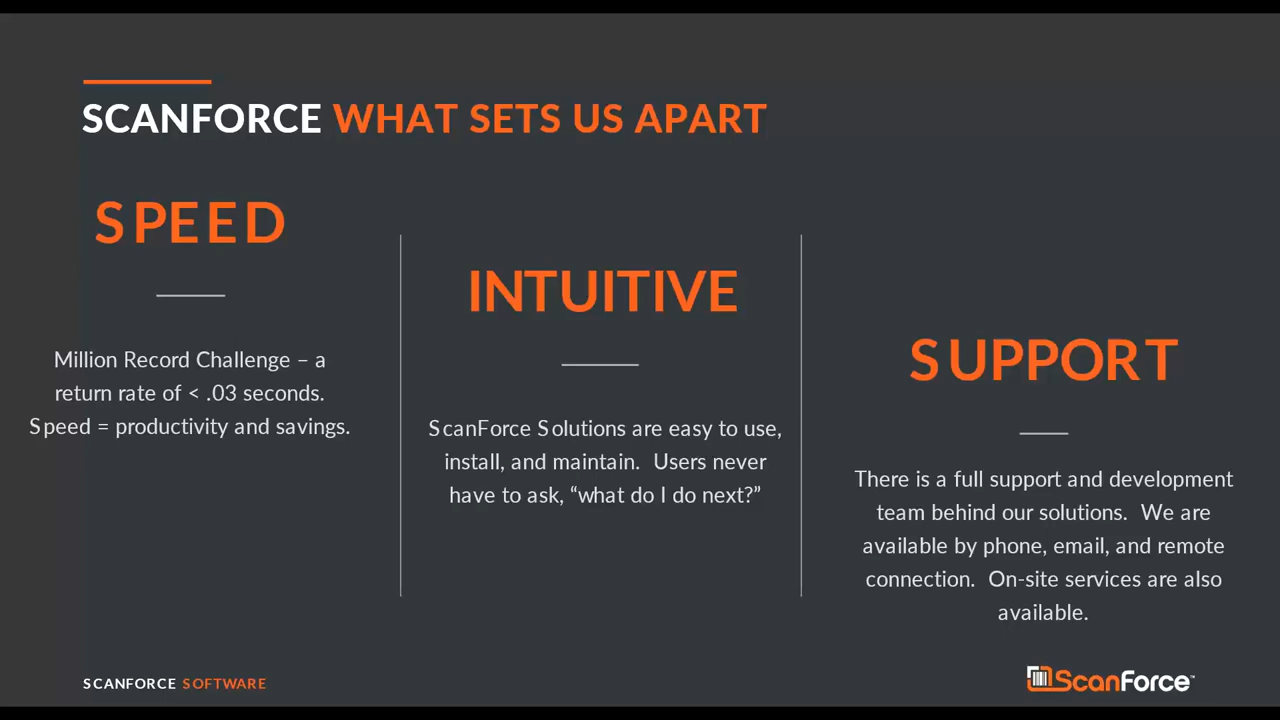 SCANFORCE WHAT SETS US APART
SPEED
Million Record Challenge – a
return rate of < .03 seconds.
Speed = productivity and savings.
INTUITIVE
ScanForce Solutions are easy to use,
install, and maintain.  Users never
have to ask, “what do I do next?”
SUPPORT
There is a full support and development
team behind our solutions.  We are
available by phone, email, and remote
connection.  On-site services are also
available.
SCANFORCE SOFTWARE
ScanForce™